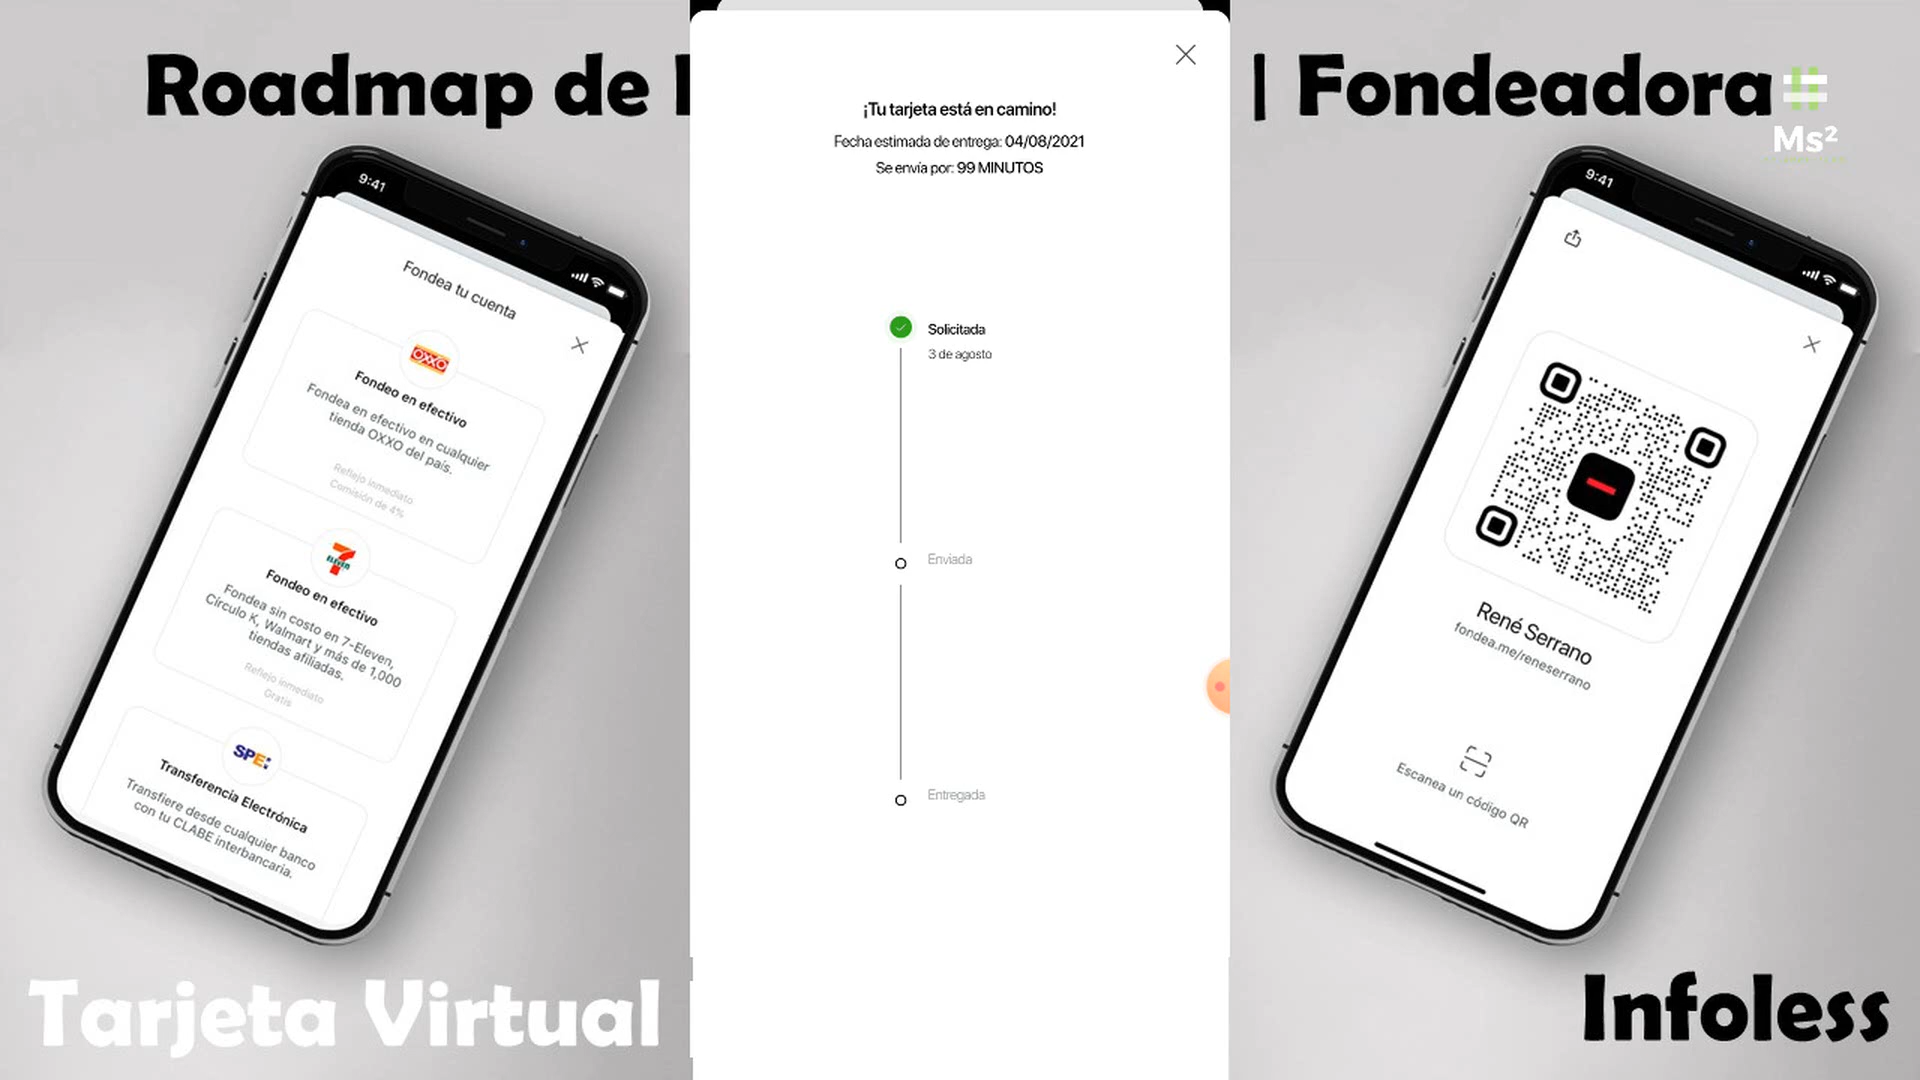 Roadmap de
| Fondeadora
Ms²
9:41
Fondea tu cuenta
OXXO
Fondeo en efectivo
Fondea en efectivo en cualquier
tienda OXXO del país.
Reflejo inmediato
Comisión de 4%
7
ELEVEN
Fondeo en efectivo
Fondea sin costo en 7-Eleven,
Círculo K, Walmart y más de 1,000
tiendas afiliadas.
Reflejo inmediato
Gratis
SPEI
Transferencia Electrónica
Transfiere desde cualquier banco
con tu CLABE interbancaria.
¡Tu tarjeta está en camino!
Fecha estimada de entrega: 04/08/2021
Se envía por: 99 MINUTOS
Solicitada
3 de agosto
Enviada
Entregada
9:41
René Serrano
fondea.me/reneserrano
Escanea un código QR
Tarjeta Virtual
Infoless